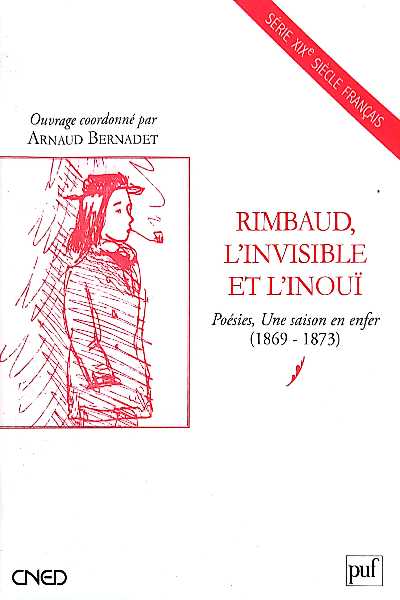 SÉRIE XIXe SIÈCLE FRANÇAIS
Ouvrage coordonné par
ARNAUD BERNADET
RIMBAUD,
L'INVISIBLE
ET L'INOUÏ
Poésies, Une saison en enfer
(1869 - 1873)
CNED
puf